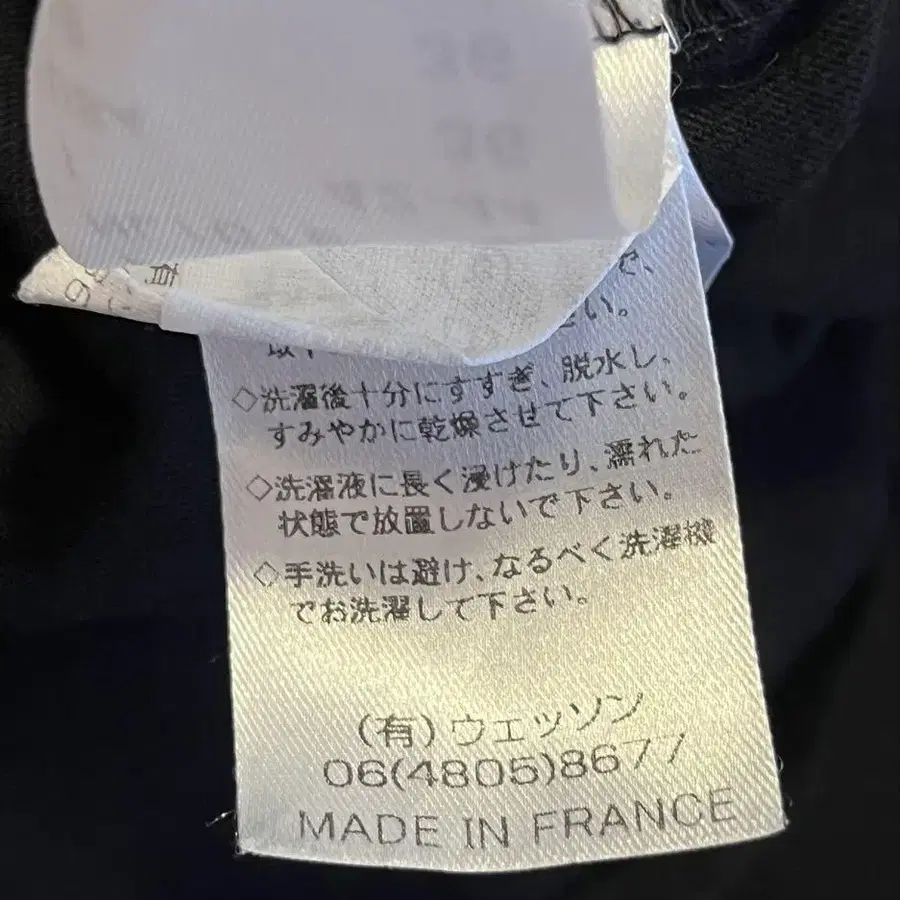 い。
◇洗濯後十分にすすぎ、脱水し、
すみやかに乾燥させて下さい。
◇洗濯液に長く浸けたり、濡れた
状態で放置しないで下さい。
◇手洗いは避け、なるべく洗濯機
でお洗濯して下さい。
(有)ウェッソン
06(4805)8677
MADE IN FRANCE